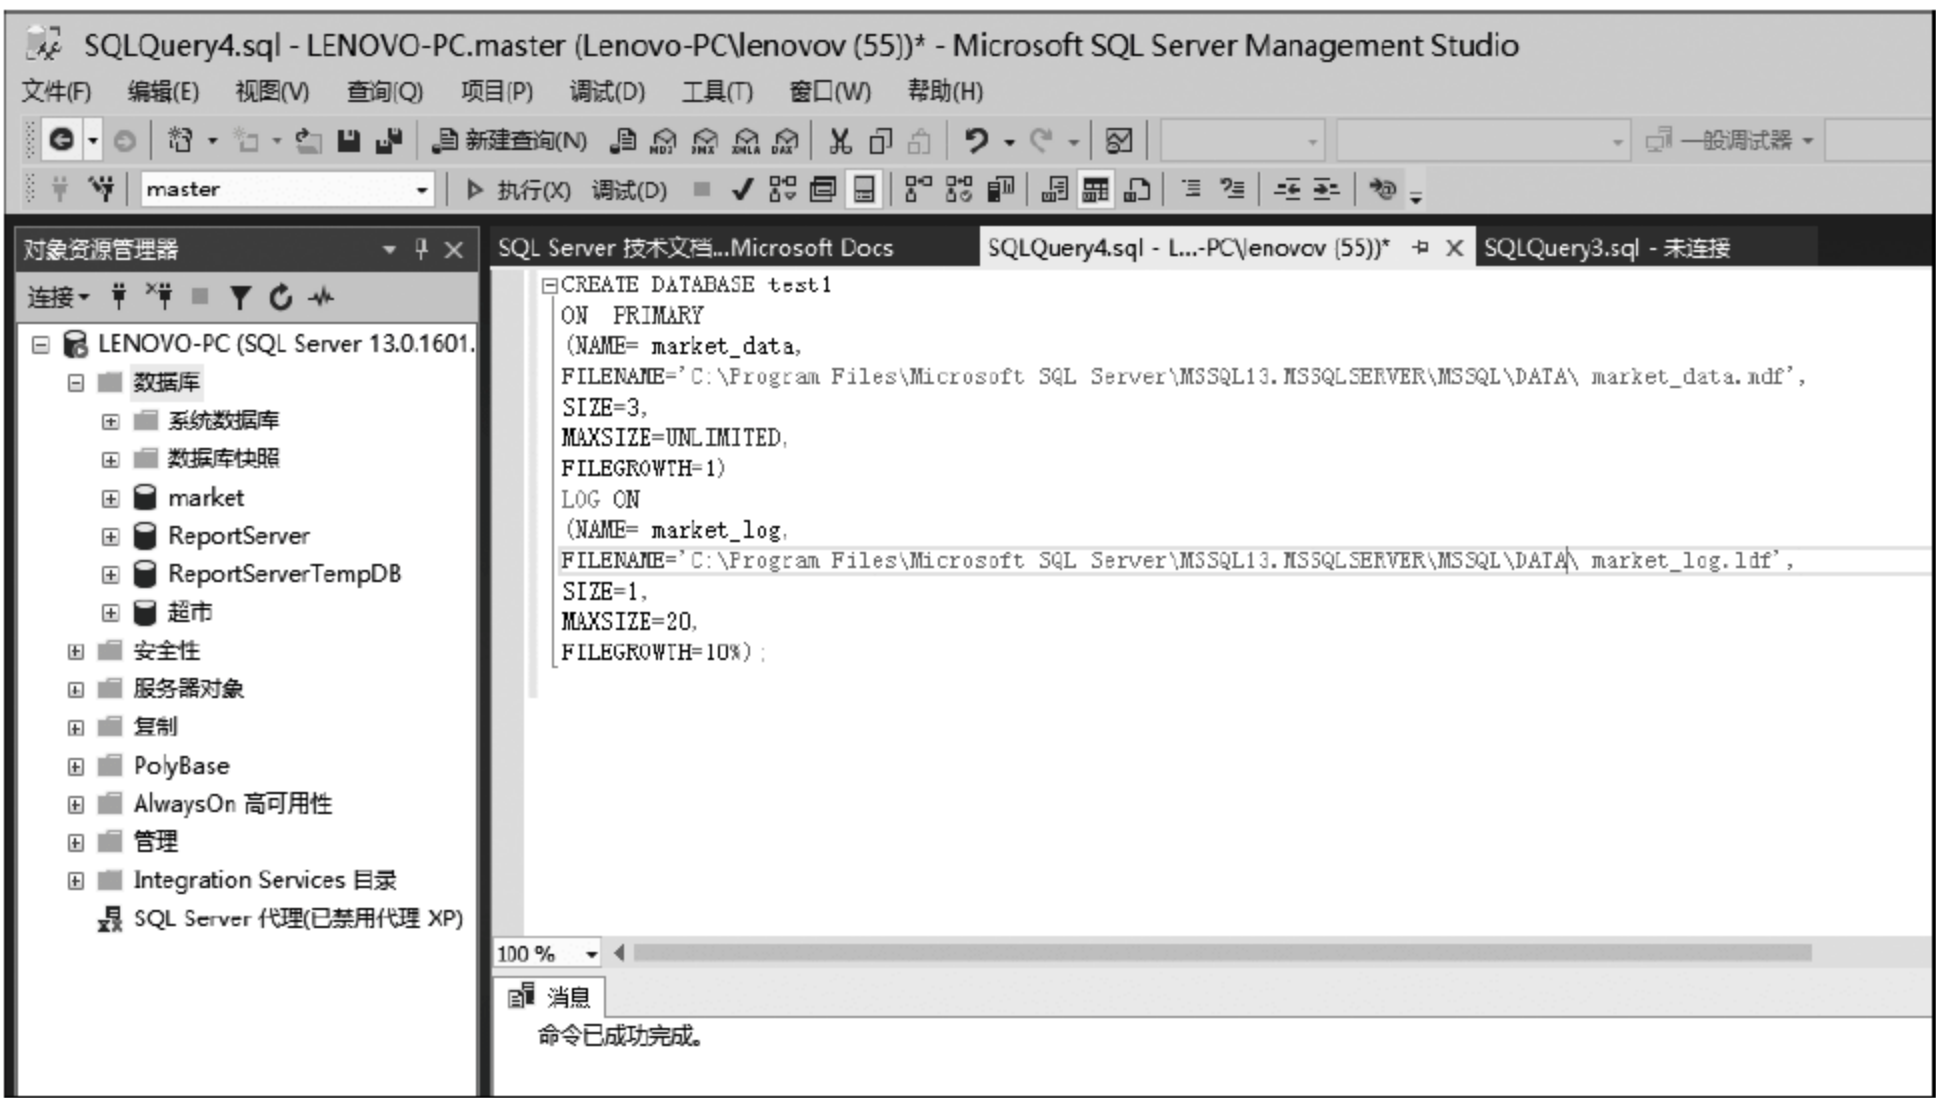 SQLQuery4.sql - LENOVO-PC.master (Lenovo-PC\lenovov (55))* - Microsoft SQL Server Management Studio
文件(F) 编辑(E) 视图(V) 查询(Q) 项目(P) 调试(D) 工具(T) 窗口(W) 帮助(H)
新建查询(N) MDX DMX XMLA DAX 一般调试器
master 执行(X) 调试(D)
对象资源管理器
连接
LENOVO-PC (SQL Server 13.0.1601.
数据库
系统数据库
数据库快照
market
ReportServer
ReportServerTempDB
超市
安全性
服务器对象
复制
PolyBase
AlwaysOn 高可用性
管理
Integration Services 目录
SQL Server 代理(已禁用代理 XP)
SQL Server 技术文档...Microsoft Docs SQLQuery4.sql - L...-PC\lenovov (55))* SQLQuery3.sql - 未连接
CREATE DATABASE test1
ON  PRIMARY
(NAME= market_data,
FILENAME='C:\Program Files\Microsoft SQL Server\MSSQL13.MSSQLSERVER\MSSQL\DATA\ market_data.mdf',
SIZE=3,
MAXSIZE=UNLIMITED,
FILEGROWTH=1)
LOG ON
(NAME= market_log,
FILENAME='C:\Program Files\Microsoft SQL Server\MSSQL13.MSSQLSERVER\MSSQL\DATA\ market_log.ldf',
SIZE=1,
MAXSIZE=20,
FILEGROWTH=10%);
100 %
消息
命令已成功完成。